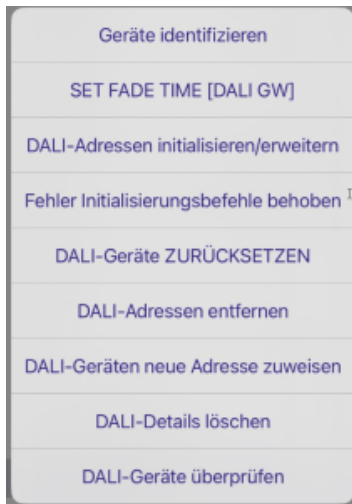 Geräte identifizieren
SET FADE TIME [DALI GW]
DALI-Adressen initialisieren/erweitern
Fehler Initialisierungsbefehle behoben
DALI-Geräte ZURÜCKSETZEN
DALI-Adressen entfernen
DALI-Geräten neue Adresse zuweisen
DALI-Details löschen
DALI-Geräte überprüfen